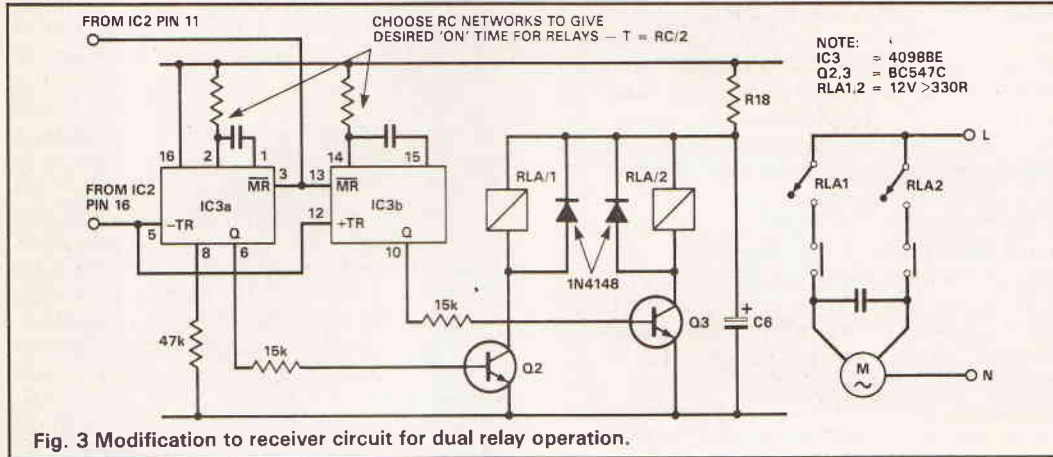 FROM IC2 PIN 11
CHOOSE RC NETWORKS TO GIVE
DESIRED 'ON' TIME FOR RELAYS — T = RC/2
NOTE:
IC3 = 4098BE
Q2,3 = BC547C
RLA1,2 = 12V >330R
R18
L
16
2
1
14
15
RLA/1
RLA/2
RLA1
RLA2
FROM IC2
PIN 16
MR
3
13
MR
IC3a
IC3b
5
−TR
Q
12
+TR
Q
8
6
10
1N4148
15k
Q3
+
C6
47k
15k
Q2
M
~
N
Fig. 3 Modification to receiver circuit for dual relay operation.